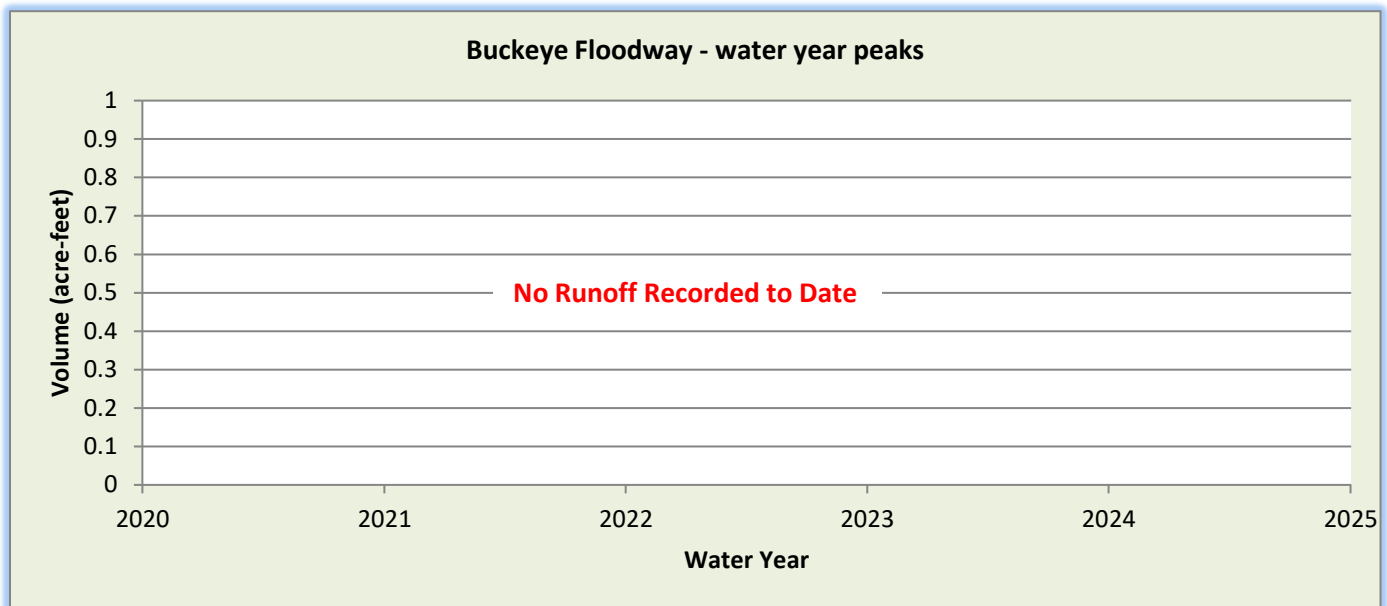 Buckeye Floodway - water year peaks
Volume (acre-feet)
1
0.9
0.8
0.7
0.6
0.5
0.4
0.3
0.2
0.1
0
No Runoff Recorded to Date
2020 2021 2022 2023 2024 2025
Water Year